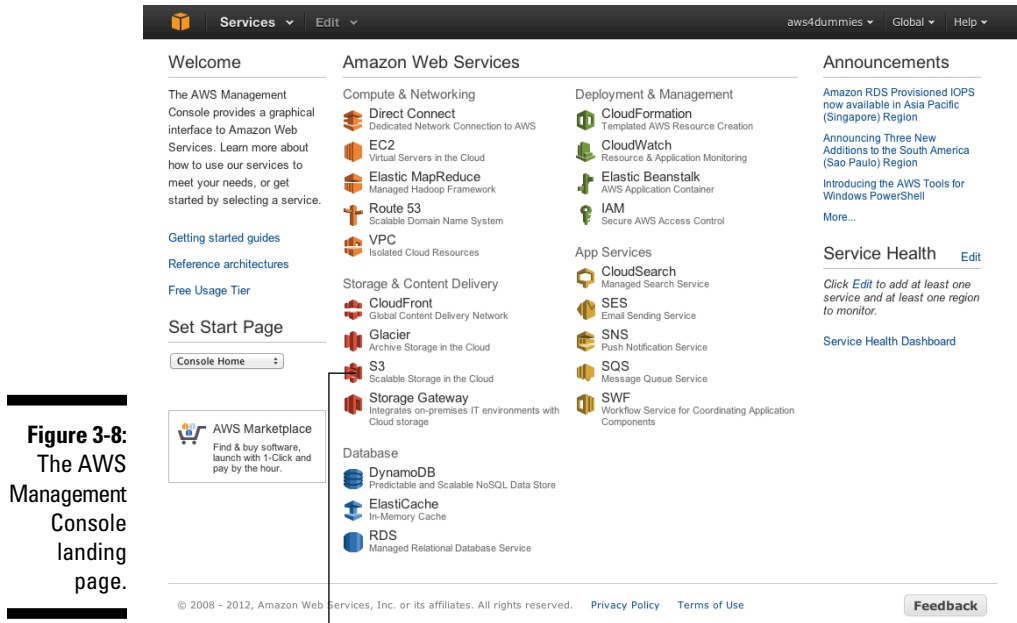 Services Edit aws4dummies Global Help
Welcome
The AWS Management
Console provides a graphical
interface to Amazon Web
Services. Learn more about
how to use our services to
meet your needs, or get
started by selecting a service.
Getting started guides
Reference architectures
Free Usage Tier
Set Start Page
Console Home
AWS Marketplace
Find & buy software,
launch with 1-Click and
pay by the hour.
Amazon Web Services
Compute & Networking
Direct Connect
Dedicated Network Connection to AWS
EC2
Virtual Servers in the Cloud
Elastic MapReduce
Managed Hadoop Framework
Route 53
Scalable Domain Name System
VPC
Isolated Cloud Resources
Storage & Content Delivery
CloudFront
Global Content Delivery Network
Glacier
Archive Storage in the Cloud
S3
Scalable Storage in the Cloud
Storage Gateway
Integrates on-premises IT environments with
Cloud storage
Database
DynamoDB
Predictable and Scalable NoSQL Data Store
ElastiCache
In-Memory Cache
RDS
Managed Relational Database Service
Deployment & Management
CloudFormation
Templated AWS Resource Creation
CloudWatch
Resource & Application Monitoring
Elastic Beanstalk
AWS Application Container
IAM
Secure AWS Access Control
App Services
CloudSearch
Managed Search Service
SES
Email Sending Service
SNS
Push Notification Service
SQS
Message Queue Service
SWF
Workflow Service for Coordinating Application
Components
Announcements
Amazon RDS Provisioned IOPS
now available in Asia Pacific
(Singapore) Region
Announcing Three New
Additions to the South America
(Sao Paulo) Region
Introducing the AWS Tools for
Windows PowerShell
More...
Service Health Edit
Click Edit to add at least one
service and at least one region
to monitor.
Service Health Dashboard
© 2008 - 2012, Amazon Web Services, Inc. or its affiliates. All rights reserved. Privacy Policy Terms of Use Feedback
Figure 3-8:
The AWS
Management
Console
landing
page.